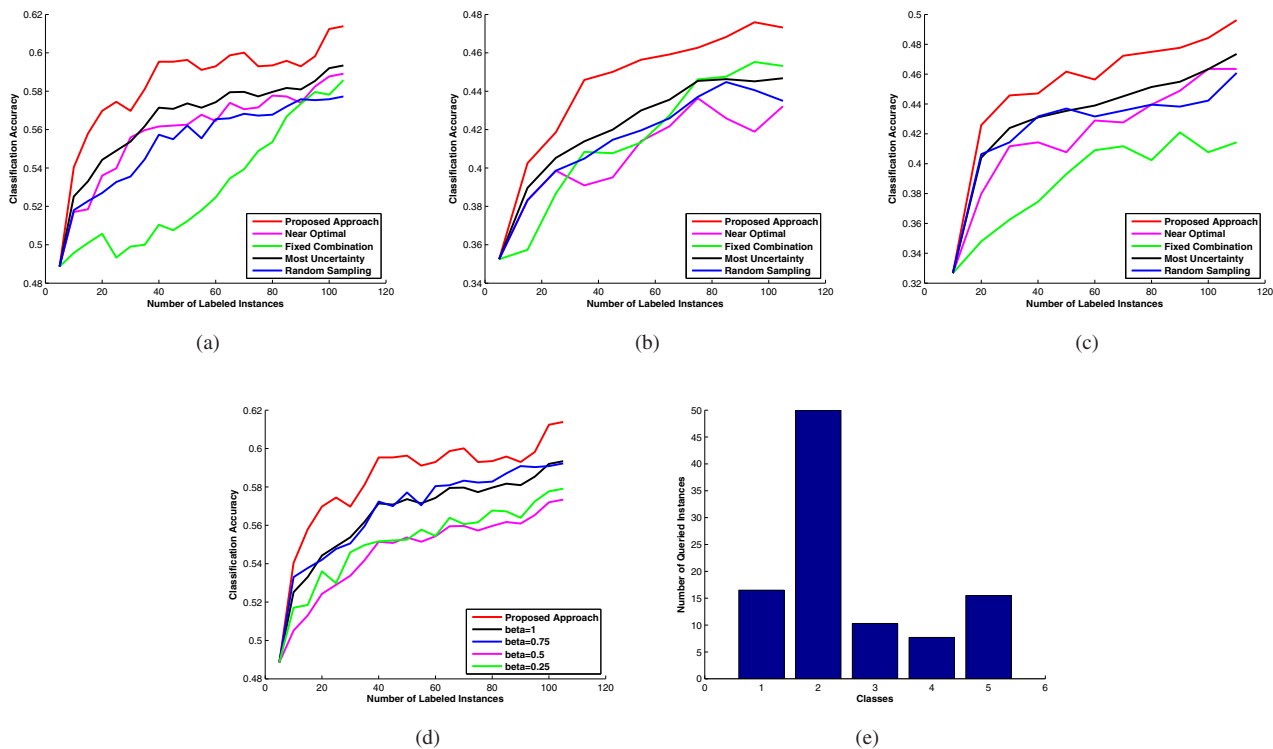 0.62
0.6
0.58
0.56
0.54
0.52
0.5
0.48
Classification Accuracy
0 20 40 60 80 100 120
Number of Labeled Instances
Proposed Approach
Near Optimal
Fixed Combination
Most Uncertainty
Random Sampling
(a)
0.48
0.46
0.44
0.42
0.4
0.38
0.36
0.34
Classification Accuracy
0 20 40 60 80 100 120
Number of Labeled Instances
Proposed Approach
Near Optimal
Fixed Combination
Most Uncertainty
Random Sampling
(b)
0.5
0.48
0.46
0.44
0.42
0.4
0.38
0.36
0.34
0.32
Classification Accuracy
0 20 40 60 80 100 120
Number of Labeled Instances
Proposed Approach
Near Optimal
Fixed Combination
Most Uncertainty
Random Sampling
(c)
0.62
0.6
0.58
0.56
0.54
0.52
0.5
0.48
Classification Accuracy
0 20 40 60 80 100 120
Number of Labeled Instances
Proposed Approach
beta=1
beta=0.75
beta=0.5
beta=0.25
(d)
50
45
40
35
30
25
20
15
10
5
0
Number of Queried Instances
0 1 2 3 4 5 6
Classes
(e)